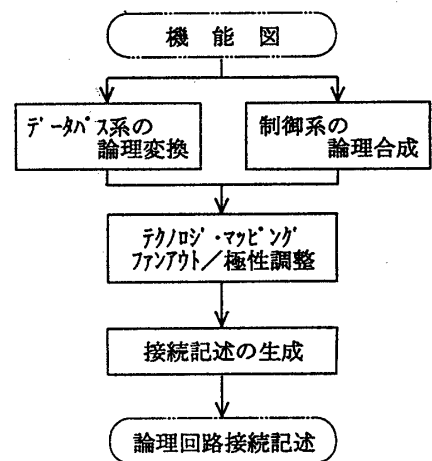 機能図
データパス系の
論理変換
制御系の
論理合成
テクノロジ・マッピング
ファンアウト/極性調整
接続記述の生成
論理回路接続記述